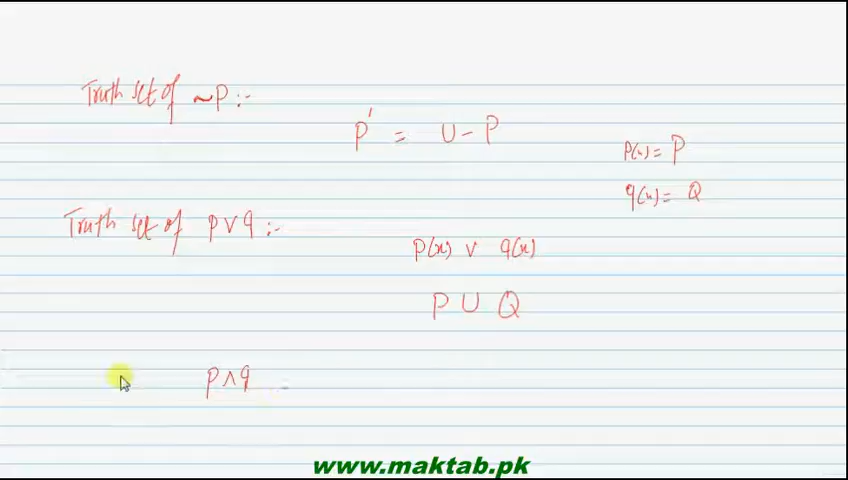 Truth set of ~P :-
P' = U - P
P(x) = P
q(x) = Q
Truth set of p∨q :-
p(x) ∨ q(x)
P U Q
p∧q
www.maktab.pk